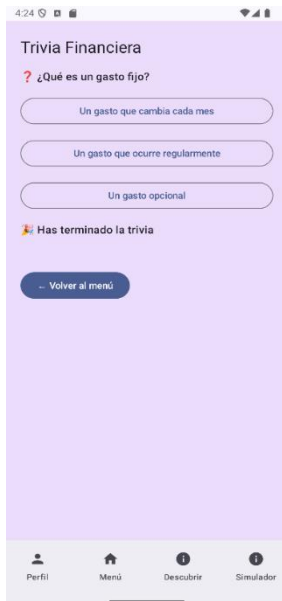 4:24
Trivia Financiera
❓ ¿Qué es un gasto fijo?
Un gasto que cambia cada mes
Un gasto que ocurre regularmente
Un gasto opcional
🎉 Has terminado la trivia
← Volver al menú
Perfil Menú Descubrir Simulador